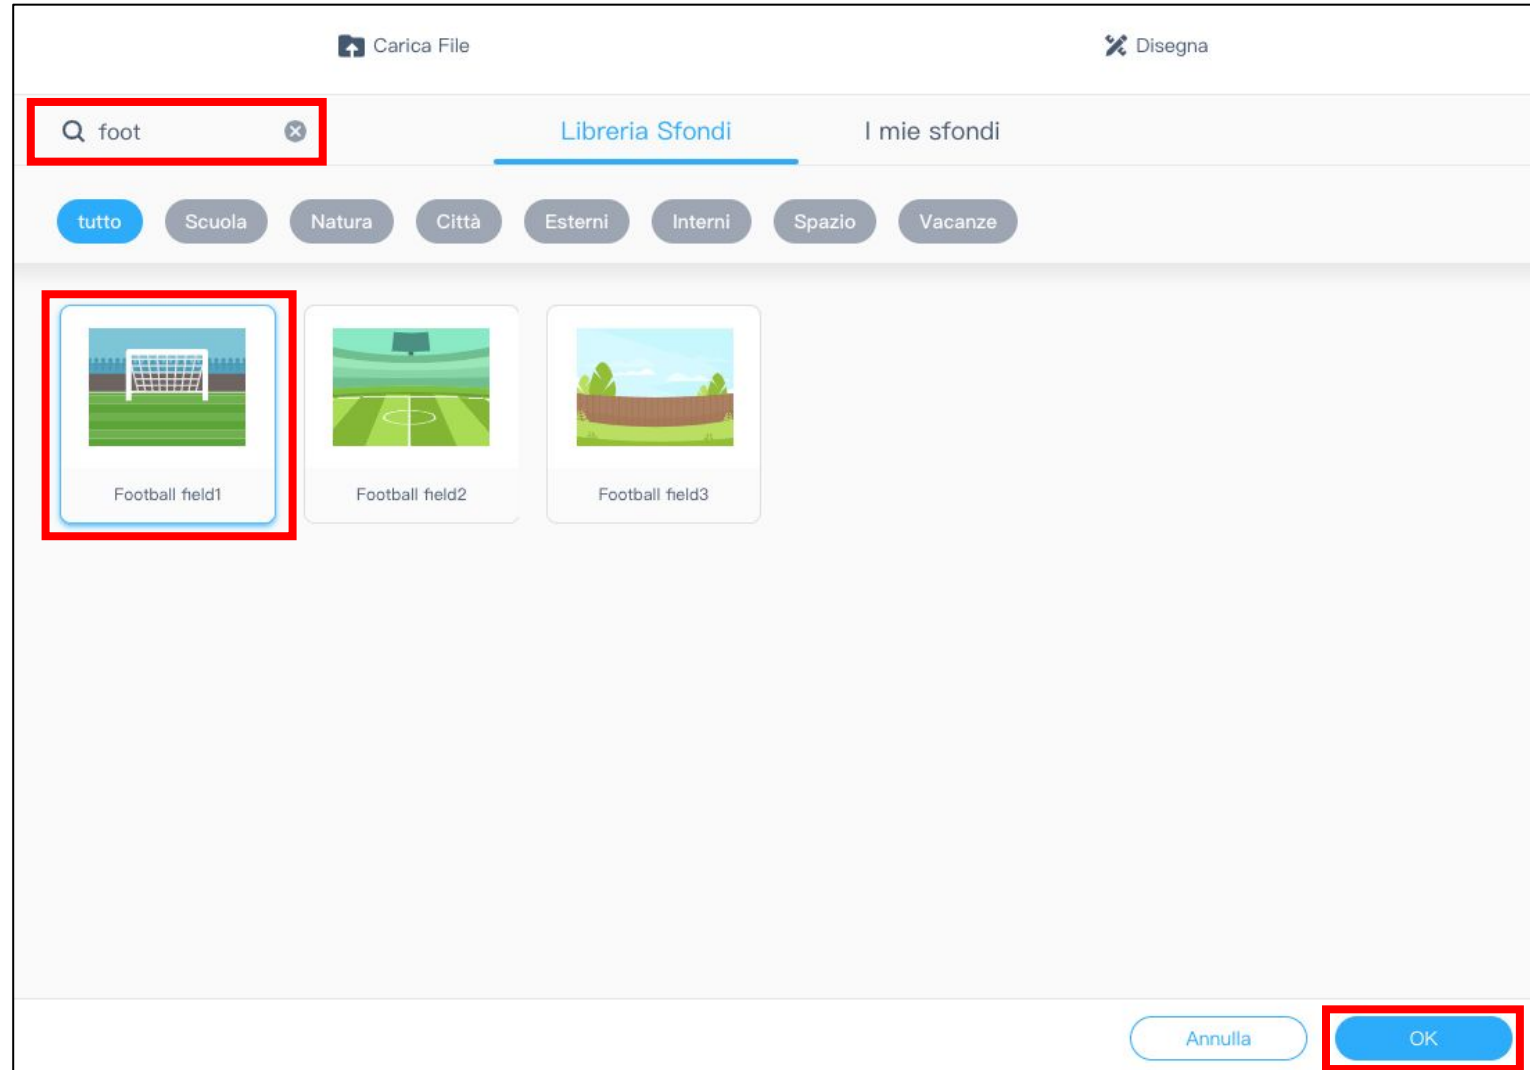 Carica File
Disegna
foot
Libreria Sfondi
I mie sfondi
tutto
Scuola
Natura
Città
Esterni
Interni
Spazio
Vacanze
Football field1
Football field2
Football field3
Annulla
OK